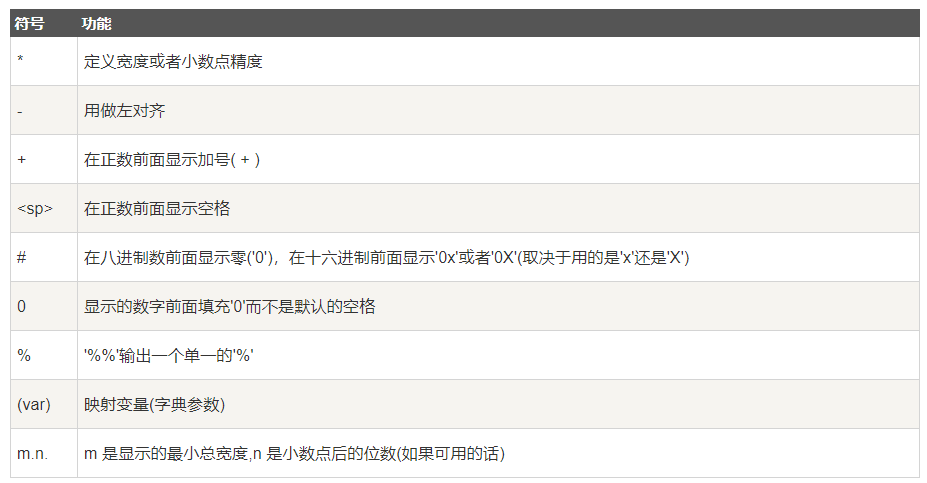 符号 功能
* 定义宽度或者小数点精度
- 用做左对齐
+ 在正数前面显示加号( + )
<sp> 在正数前面显示空格
# 在八进制数前面显示零('0')，在十六进制前面显示'0x'或者'0X'(取决于用的是'x'还是'X')
0 显示的数字前面填充'0'而不是默认的空格
% '%%'输出一个单一的'%'
(var) 映射变量(字典参数)
m.n. m 是显示的最小总宽度,n 是小数点后的位数(如果可用的话)